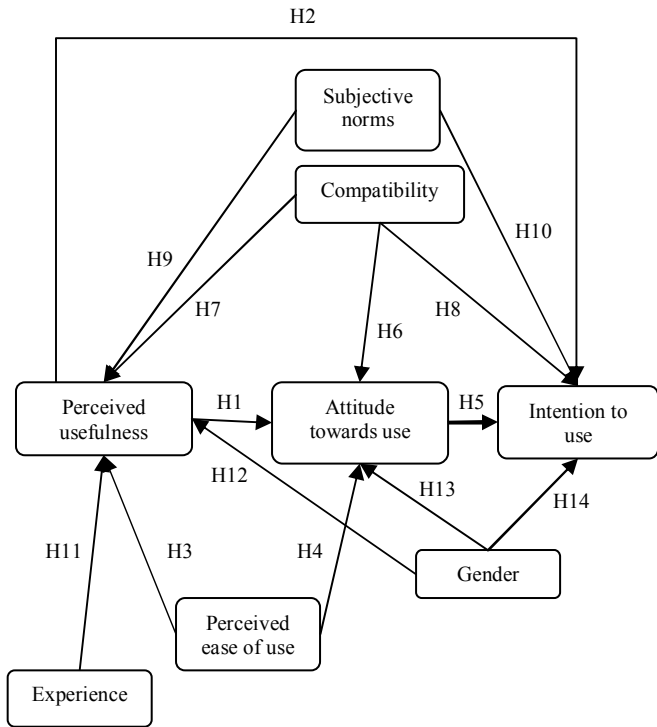 H2
Subjective
norms
Compatibility
H10
H9
H7
H8
H6
Perceived
usefulness
H1
Attitude
towards use
H5
Intention to
use
H12
H13
H14
H11
H3
H4
Gender
Perceived
ease of use
Experience